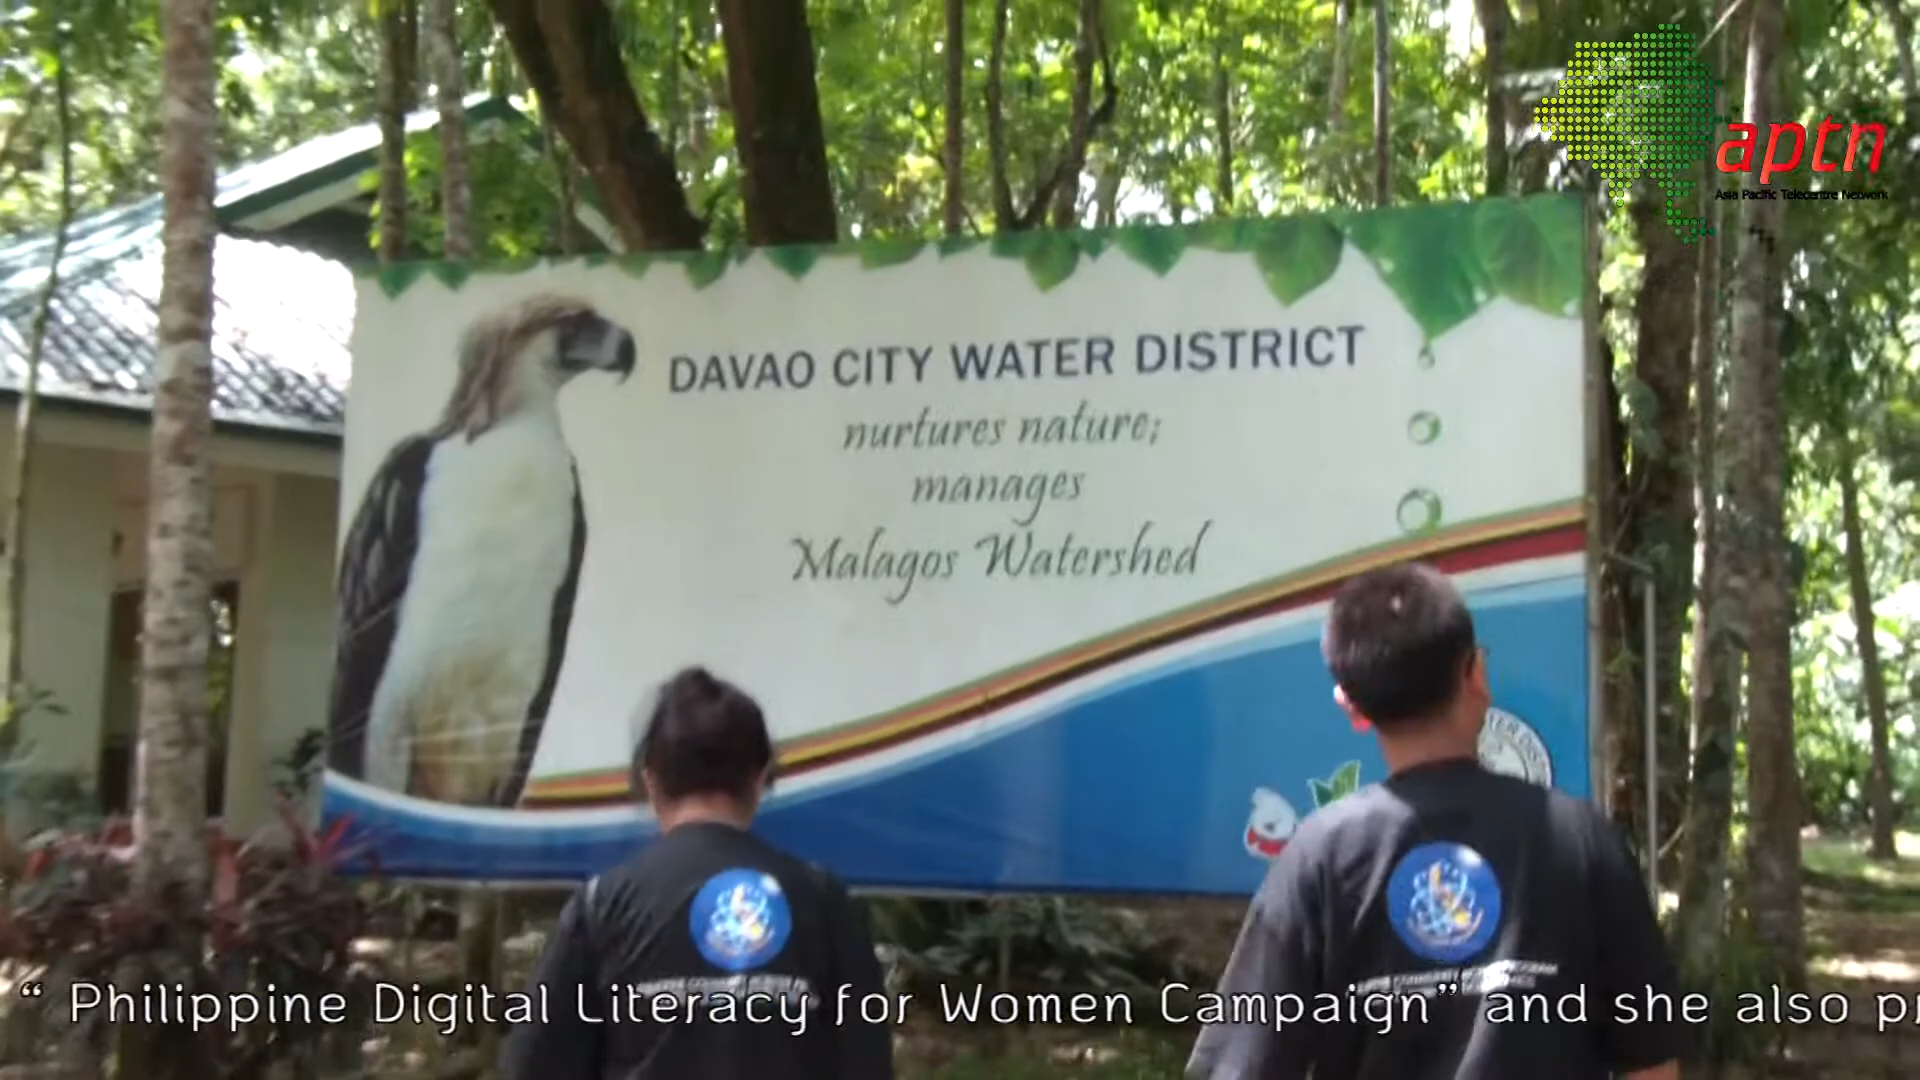 aptn
Asia Pacific Telecentre Network
DAVAO CITY WATER DISTRICT
nurtures nature;
manages
Malagos Watershed
“ Philippine Digital Literacy for Women Campaign” and she also pr